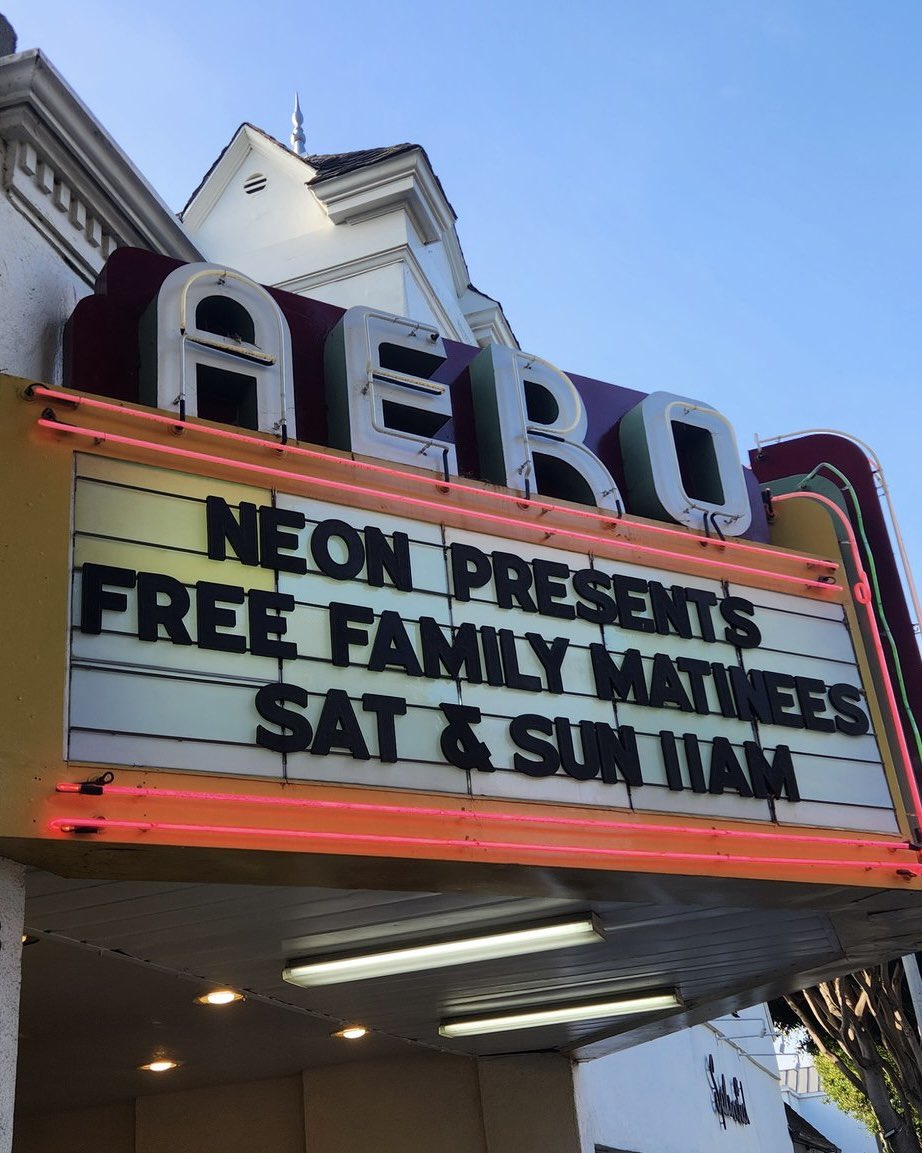 AERO
NEON PRESENTS
FREE FAMILY MATINEES
SAT & SUN 11AM